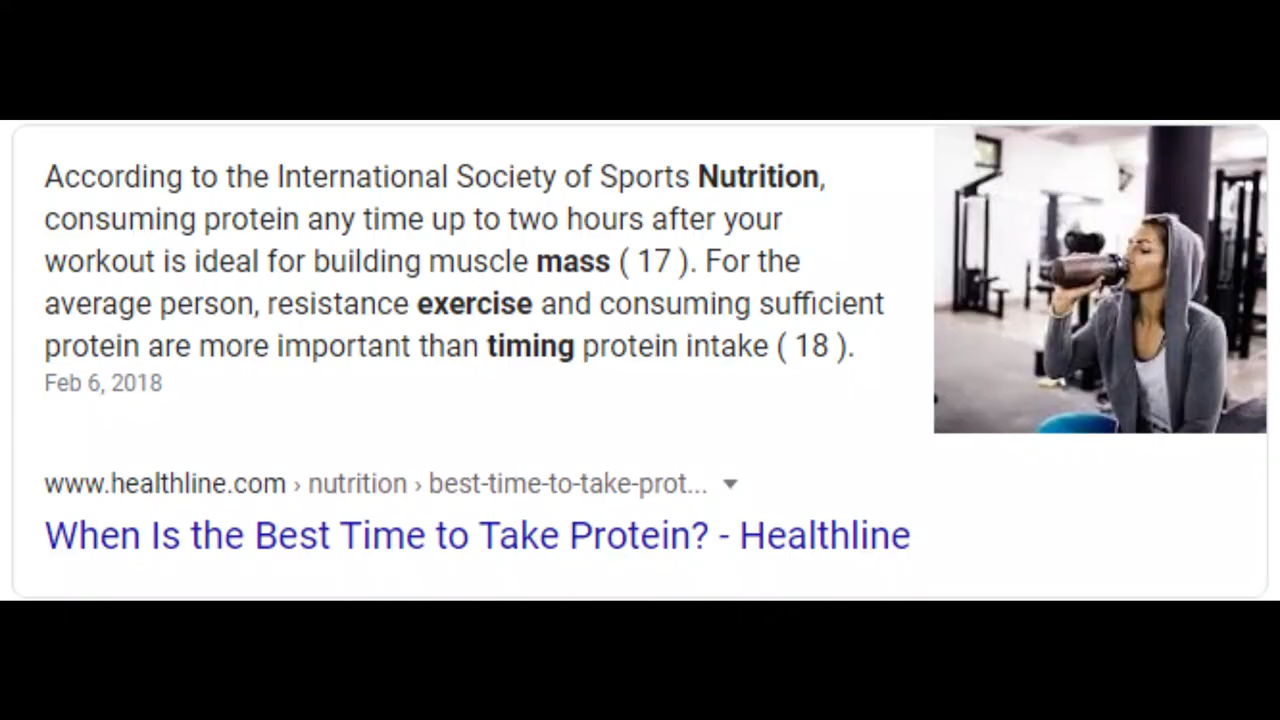 According to the International Society of Sports Nutrition,
consuming protein any time up to two hours after your
workout is ideal for building muscle mass ( 17 ). For the
average person, resistance exercise and consuming sufficient
protein are more important than timing protein intake ( 18 ).
Feb 6, 2018
www.healthline.com › nutrition › best-time-to-take-prot...
When Is the Best Time to Take Protein? - Healthline